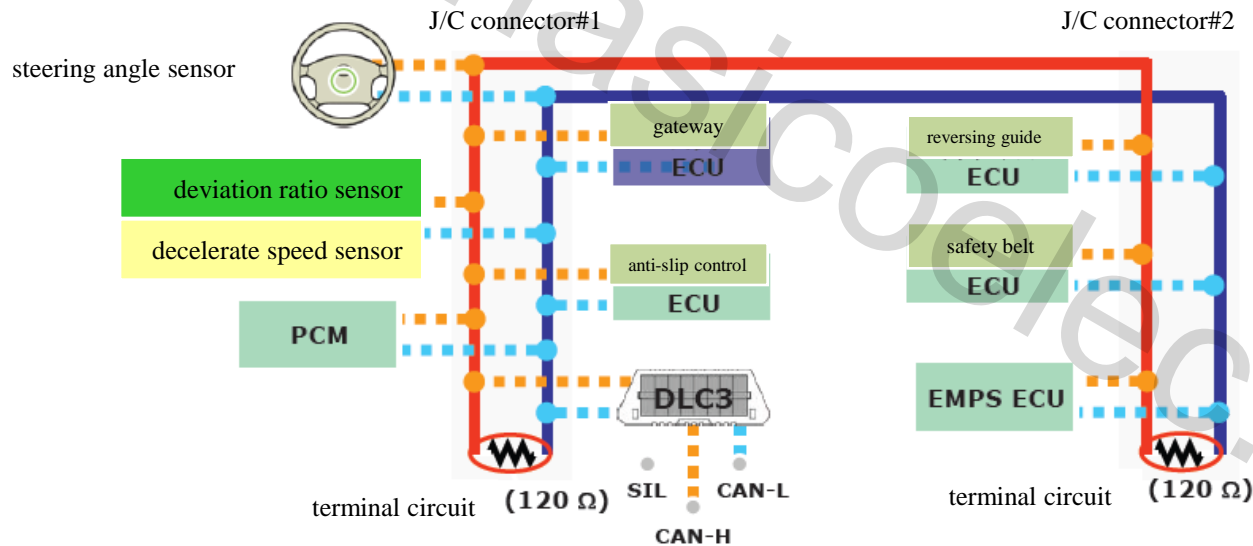 J/C connector#1
J/C connector#2
steering angle sensor
gateway
ECU
reversing guide
ECU
deviation ratio sensor
decelerate speed sensor
anti-slip control
ECU
safety belt
ECU
PCM
DLC3
EMPS ECU
SIL
CAN-L
CAN-H
terminal circuit
(120 Ω)
terminal circuit
(120 Ω)